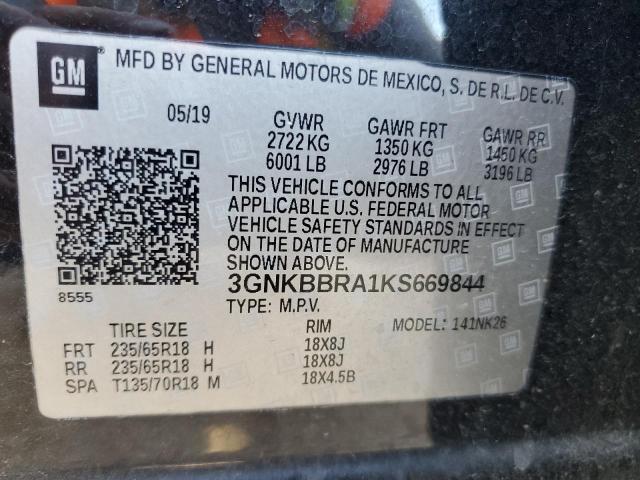 GM
MFD BY GENERAL MOTORS DE MEXICO, S. DE R.L. DE C.V.
05/19 GVWR GAWR FRT GAWR RR
2722 KG 1350 KG 1450 KG
6001 LB 2976 LB 3196 LB
THIS VEHICLE CONFORMS TO ALL
APPLICABLE U.S. FEDERAL MOTOR
VEHICLE SAFETY STANDARDS IN EFFECT
ON THE DATE OF MANUFACTURE
SHOWN ABOVE.
8555
3GNKBBRA1KS669844
TYPE: M.P.V.
TIRE SIZE RIM MODEL: 141NK26
FRT 235/65R18 H 18X8J
RR 235/65R18 H 18X8J
SPA T135/70R18 M 18X4.5B